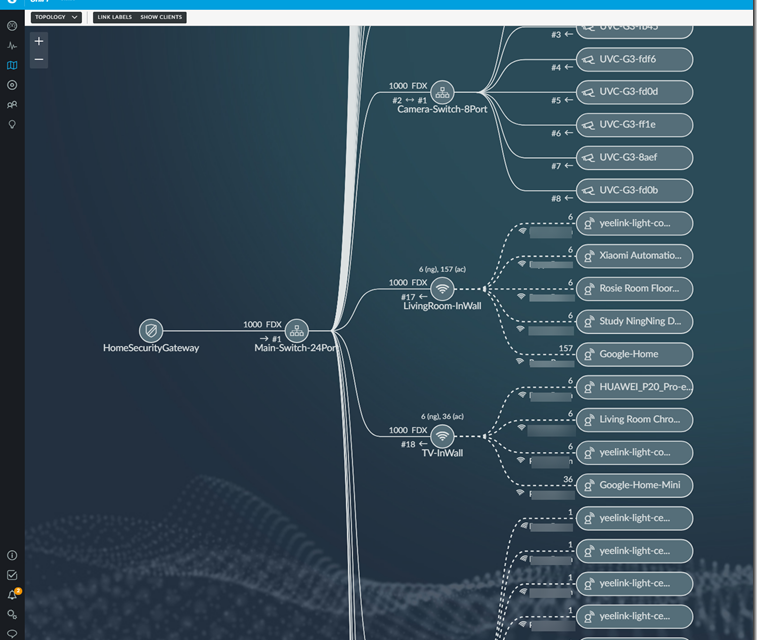 TOPOLOGY LINK LABELS SHOW CLIENTS
#3 ←
UVC-G3-fdf6
#4 ←
1000 FDX
UVC-G3-fd0d
#2 ↔ #1
#5 ←
Camera-Switch-8Port
UVC-G3-ff1e
#6 ←
UVC-G3-8aef
#7 ←
UVC-G3-fd0b
#8 ←
6
yeelink-light-co...
6
Xiaomi Automatio...
6 (ng), 157 (ac)
1000 FDX
6
Rosie Room Floor...
#17 ←
LivingRoom-InWall
6
Study NingNing D...
1000 FDX
→ #1
HomeSecurityGateway
Main-Switch-24Port
157
Google-Home
6
HUAWEI_P20_Pro-e...
6 (ng), 36 (ac)
6
Living Room Chro...
1000 FDX
#18 ←
TV-InWall
6
yeelink-light-co...
36
Google-Home-Mini
1
yeelink-light-ce...
1
yeelink-light-ce...
1
yeelink-light-ce...
1
yeelink-light-ce...